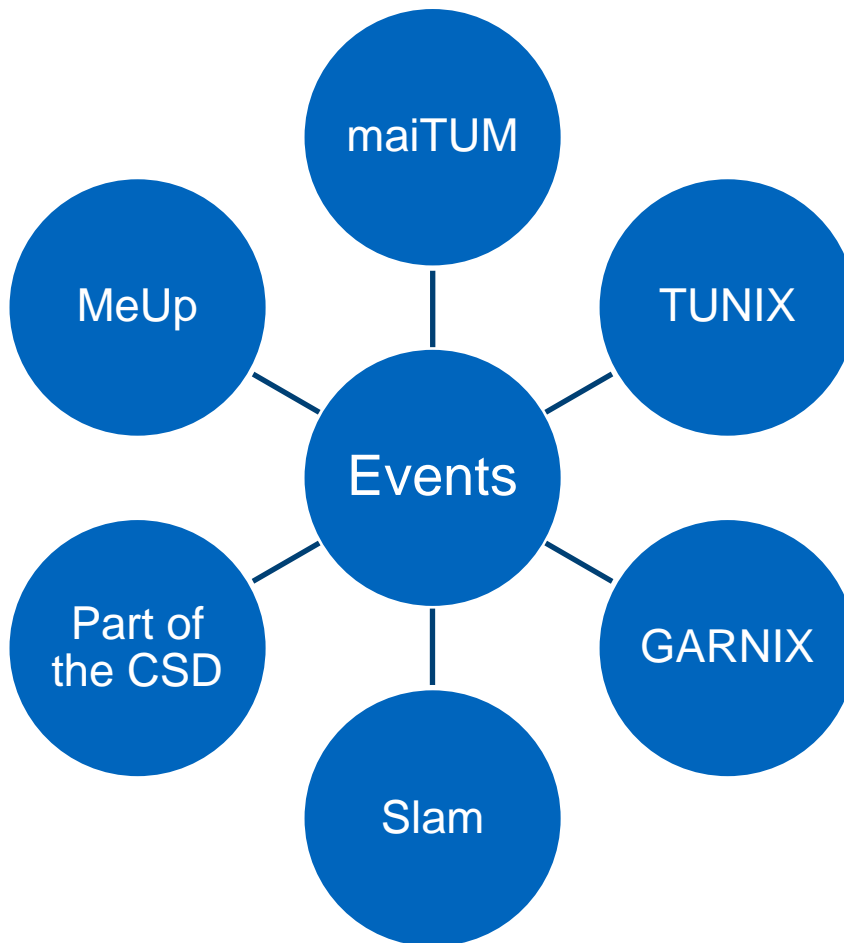 maiTUM
MeUp
TUNIX
Events
Part of
the CSD
GARNIX
Slam